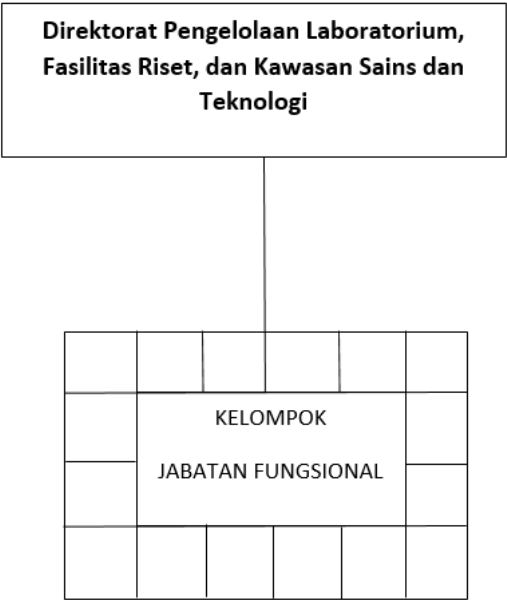 Direktorat Pengelolaan Laboratorium,
Fasilitas Riset, dan Kawasan Sains dan
Teknologi
KELOMPOK
JABATAN FUNGSIONAL